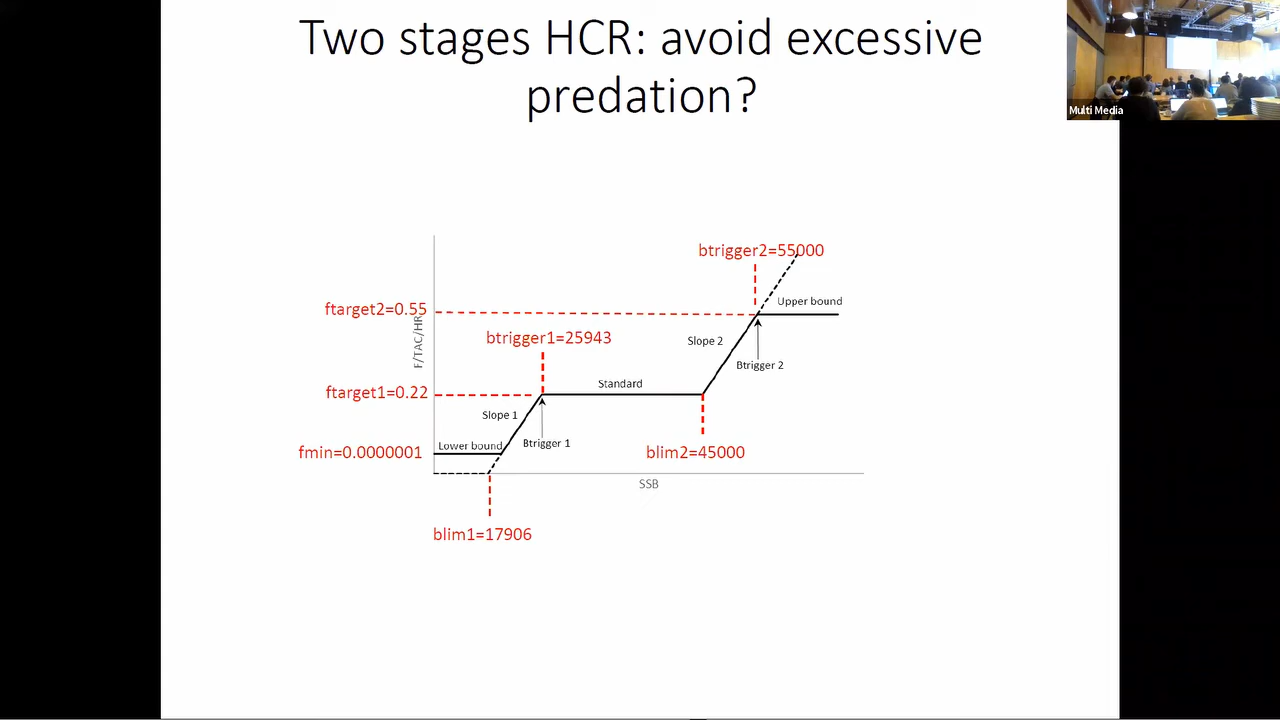 Two stages HCR: avoid excessive
predation?
Multi Media
btrigger2=55000
Upper bound
ftarget2=0.55
F/TAC/HR
btrigger1=25943
Slope 2
Btrigger 2
Standard
ftarget1=0.22
Slope 1
Lower bound
Btrigger 1
fmin=0.0000001
blim2=45000
SSB
blim1=17906